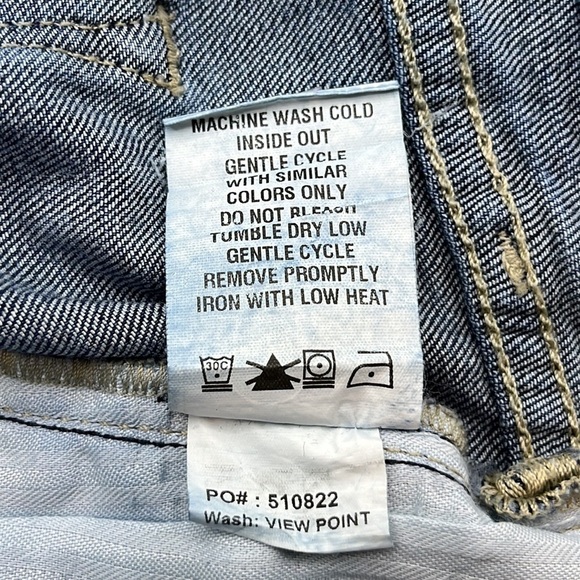 MACHINE WASH COLD
INSIDE OUT
GENTLE CYCLE
WITH SIMILAR
COLORS ONLY
DO NOT BLEACH
TUMBLE DRY LOW
GENTLE CYCLE
REMOVE PROMPTLY
IRON WITH LOW HEAT
30C
PO# : 510822
Wash: VIEW POINT